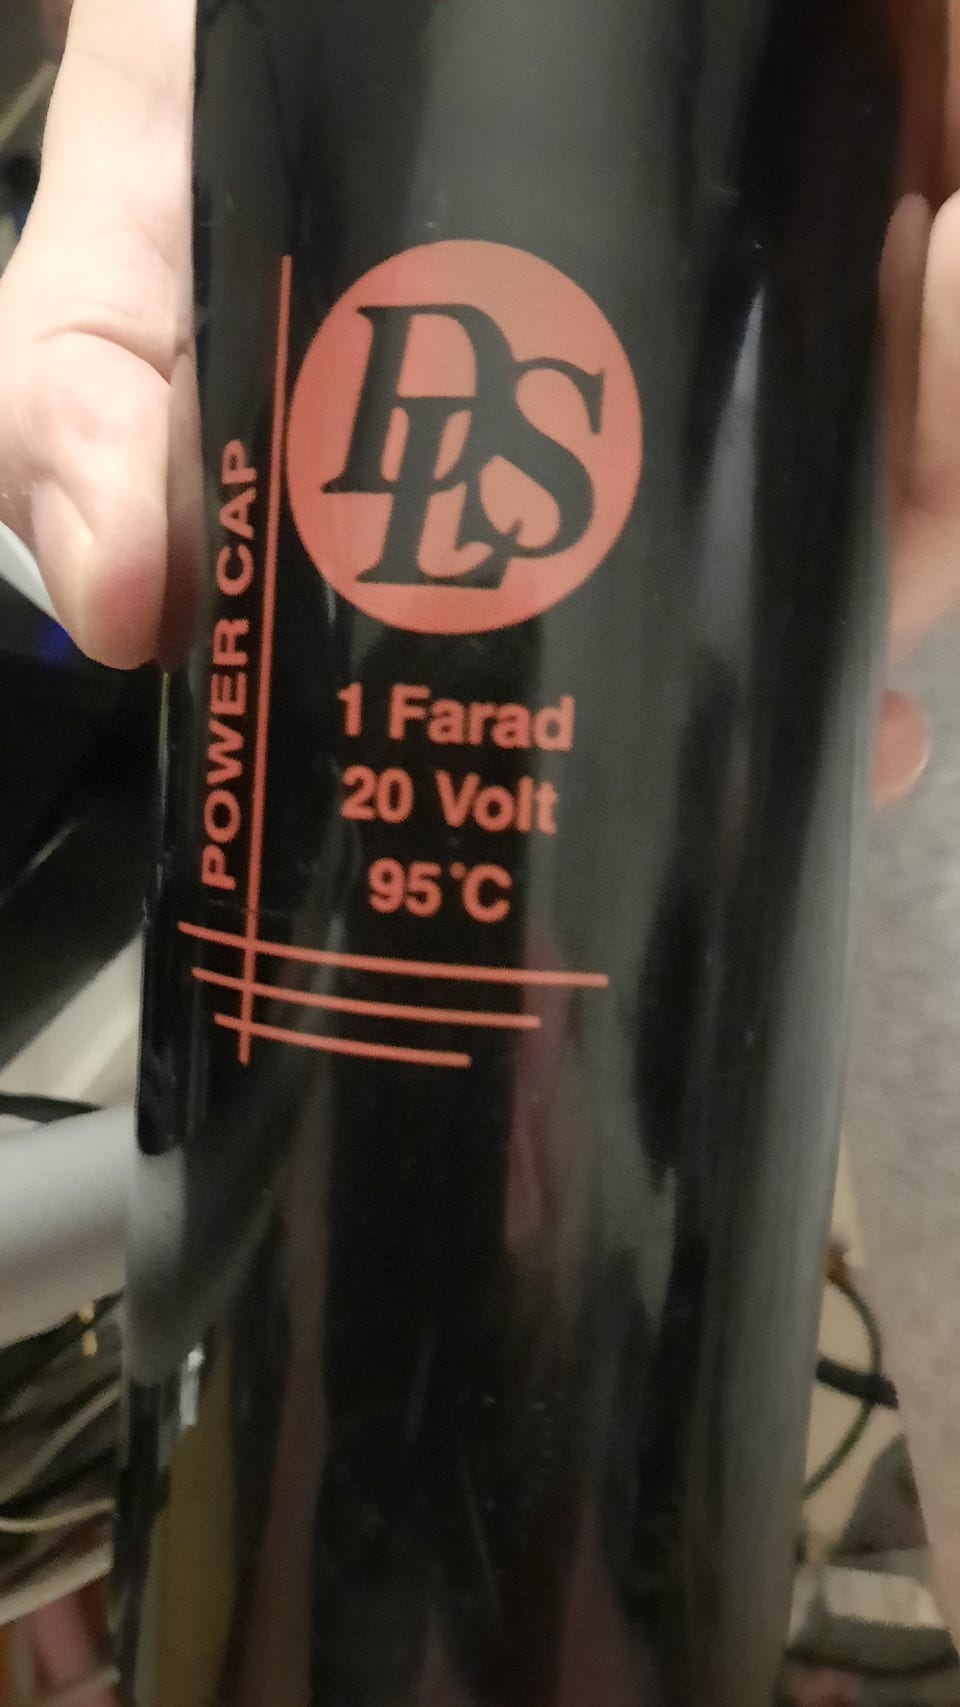 DLS
POWER CAP
1 Farad
20 Volt
95°C